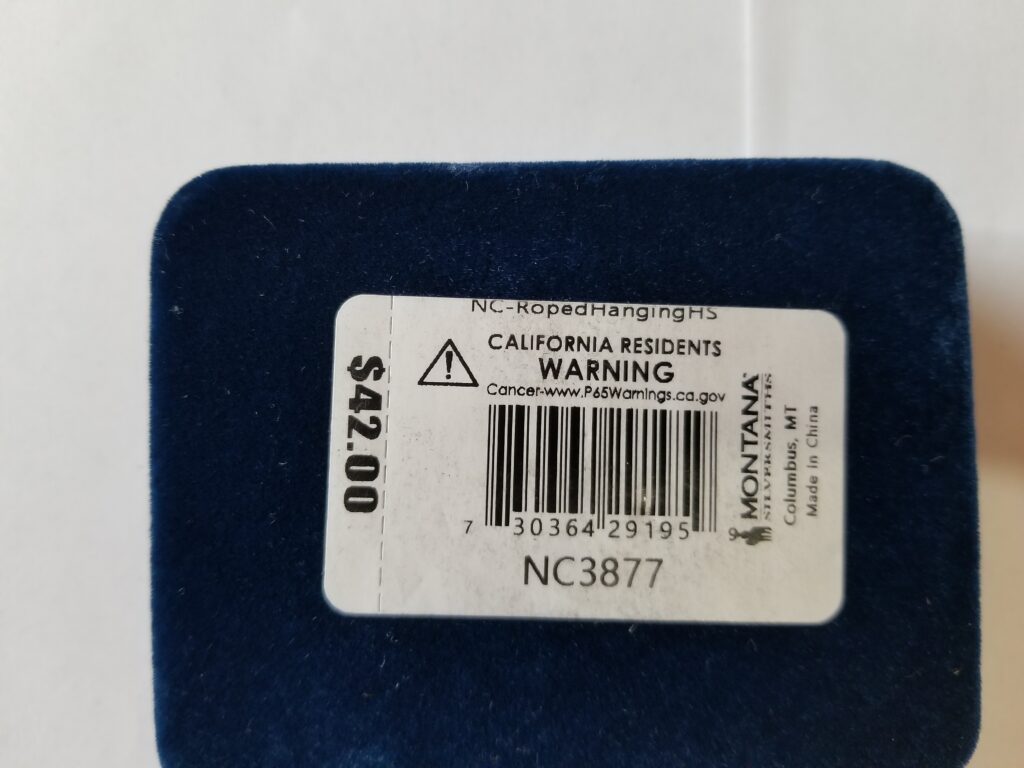 NC-RopedHangingHS
CALIFORNIA RESIDENTS
WARNING
Cancer-www.P65Warnings.ca.gov
7 30364 29195 9
NC3877
$42.00
MONTANA
SILVERSMITHS
Columbus, MT
Made in China